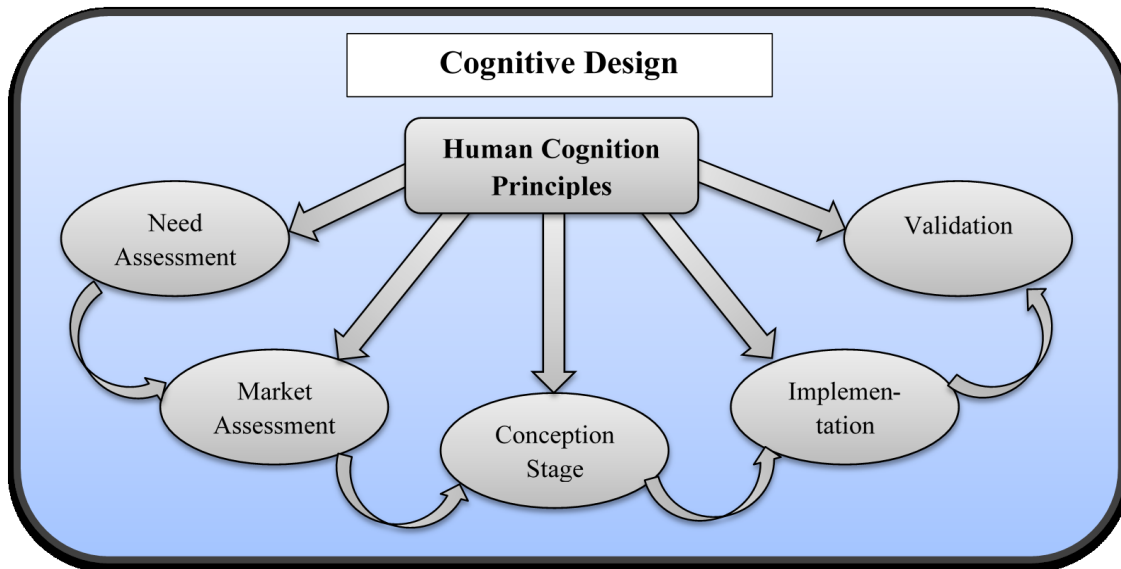 Cognitive Design
Human Cognition
Principles
Need
Assessment
Validation
Market
Assessment
Implemen-
tation
Conception
Stage